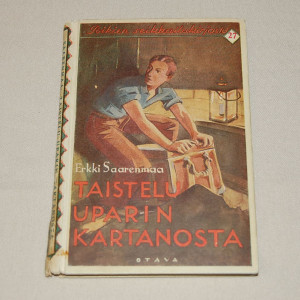 27
Erkki Saarenmaa
TAISTELU
UPARIN
KARTANOSTA
OTAVA